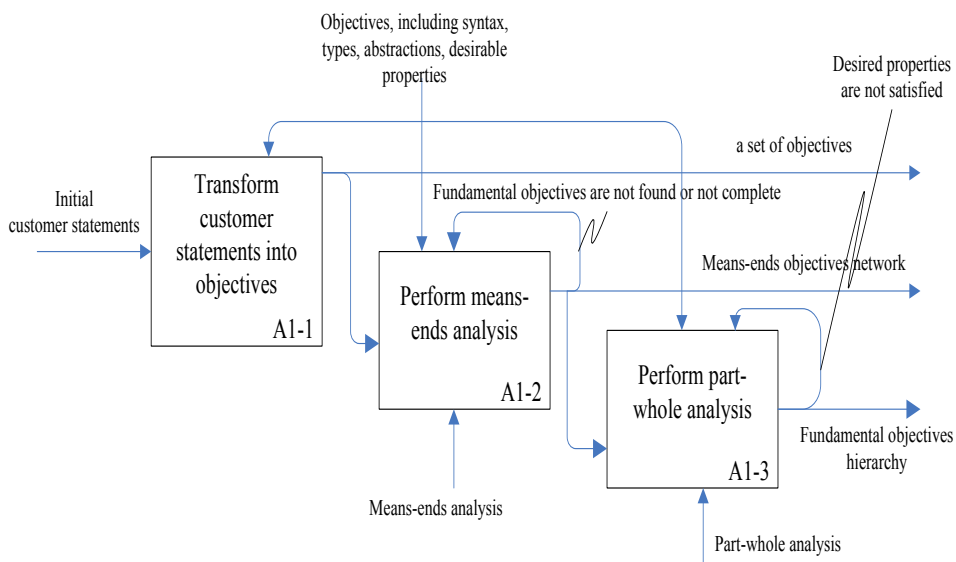 Objectives, including syntax,
types, abstractions, desirable
properties
Desired properties
are not satisfied
a set of objectives
Initial
customer statements
Transform
customer
statements into
objectives
A1-1
Fundamental objectives are not found or not complete
Means-ends objectives network
Perform means-
ends analysis
A1-2
Perform part-
whole analysis
A1-3
Fundamental objectives
hierarchy
Means-ends analysis
Part-whole analysis